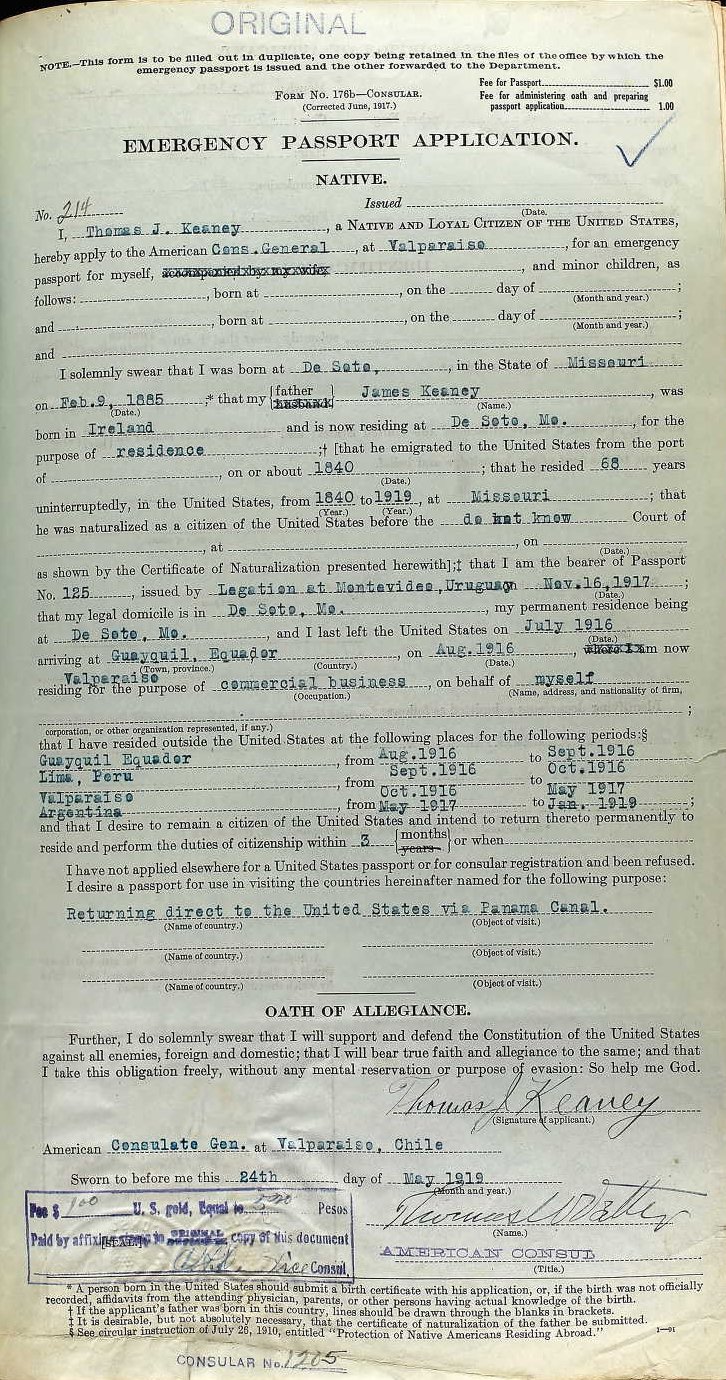 ORIGINAL
NOTE.—This form is to be filled out in duplicate, one copy being retained in the files of the office by which the
emergency passport is issued and the other forwarded to the Department.
Fee for Passport $1.00
FORM No. 176b—CONSULAR.
Fee for administering oath and preparing
(Corrected June, 1917.)
passport application 1.00
EMERGENCY PASSPORT APPLICATION.
NATIVE.
No. 214 Issued
(Date.
I, Thomas J. Keaney, a NATIVE AND LOYAL CITIZEN OF THE UNITED STATES,
hereby apply to the American Cons.General, at Valparaiso, for an emergency
passport for myself, accompanied by my wife, and minor children, as
follows: , born at , on the day of ;
(Month and year.)
and , born at , on the day of ;
(Month and year.)
and
I solemnly swear that I was born at De Soto, , in the State of Missouri
on Feb.9, 1885 ;* that my {father husband} James Keaney, was
(Date.) (Name.)
born in Ireland and is now residing at De Soto, Mo. , for the
purpose of residence ;† [that he emigrated to the United States from the port
of , on or about 1840 ; that he resided 68 years
(Date.)
uninterruptedly, in the United States, from 1840 to 1919, at Missouri ; that
(Year.) (Year.)
he was naturalized as a citizen of the United States before the do not know Court of
, at , on
(Date.)
as shown by the Certificate of Naturalization presented herewith];‡ that I am the bearer of Passport
No. 125, issued by Legation at Montevideo,Uruguay on Nov.16,1917 ;
(Date.)
that my legal domicile is in De Soto, Mo. , my permanent residence being
at De Soto, Mo. , and I last left the United States on July 1916
(Date.)
arriving at Guayquil, Equador , on Aug.1916 , where I am now
(Town, province.) (Country.) (Date.)
Valparaiso
residing for the purpose of commercial business , on behalf of myself
(Occupation.) (Name, address, and nationality of firm,
;
corporation, or other organization represented, if any.)
that I have resided outside the United States at the following places for the following periods:§
Guayquil Equador , from Aug.1916 to Sept.1916
Lima, Peru , from Sept.1916 to Oct.1916
Valparaiso Oct.1916 May 1917
Argentina , from May 1917 to Jan. 1919 ;
and that I desire to remain a citizen of the United States and intend to return thereto permanently to
reside and perform the duties of citizenship within 3 {months years} or when
I have not applied elsewhere for a United States passport or for consular registration and been refused.
I desire a passport for use in visiting the countries hereinafter named for the following purpose:
Returning direct to the United States via Panama Canal.
(Name of country.) (Object of visit.)
(Name of country.) (Object of visit.)
(Name of country.) (Object of visit.)
OATH OF ALLEGIANCE.
Further, I do solemnly swear that I will support and defend the Constitution of the United States
against all enemies, foreign and domestic; that I will bear true faith and allegiance to the same; and that
I take this obligation freely, without any mental reservation or purpose of evasion: So help me God.
Thomas J Keaney
(Signature of applicant.)
American Consulate Gen. at Valparaiso, Chile
Sworn to before me this 24th day of May 1919
(Month and year.)
Fee $ 1.00 U. S. gold, Equal to Pesos
(Name.)
Paid by affixing to ORIGINAL copy of this document
[SEAL.]
AMERICAN CONSUL
Vice Consul.
(Title.)
* A person born in the United States should submit a birth certificate with his application, or, if the birth was not officially
recorded, affidavits from the attending physician, parents, or other persons having actual knowledge of the birth.
† If the applicant's father was born in this country, lines should be drawn through the blanks in brackets.
‡ It is desirable, but not absolutely necessary, that the certificate of naturalization of the father be submitted.
§ See circular instruction of July 26, 1910, entitled "Protection of Native Americans Residing Abroad." 1—91
CONSULAR No. 1205